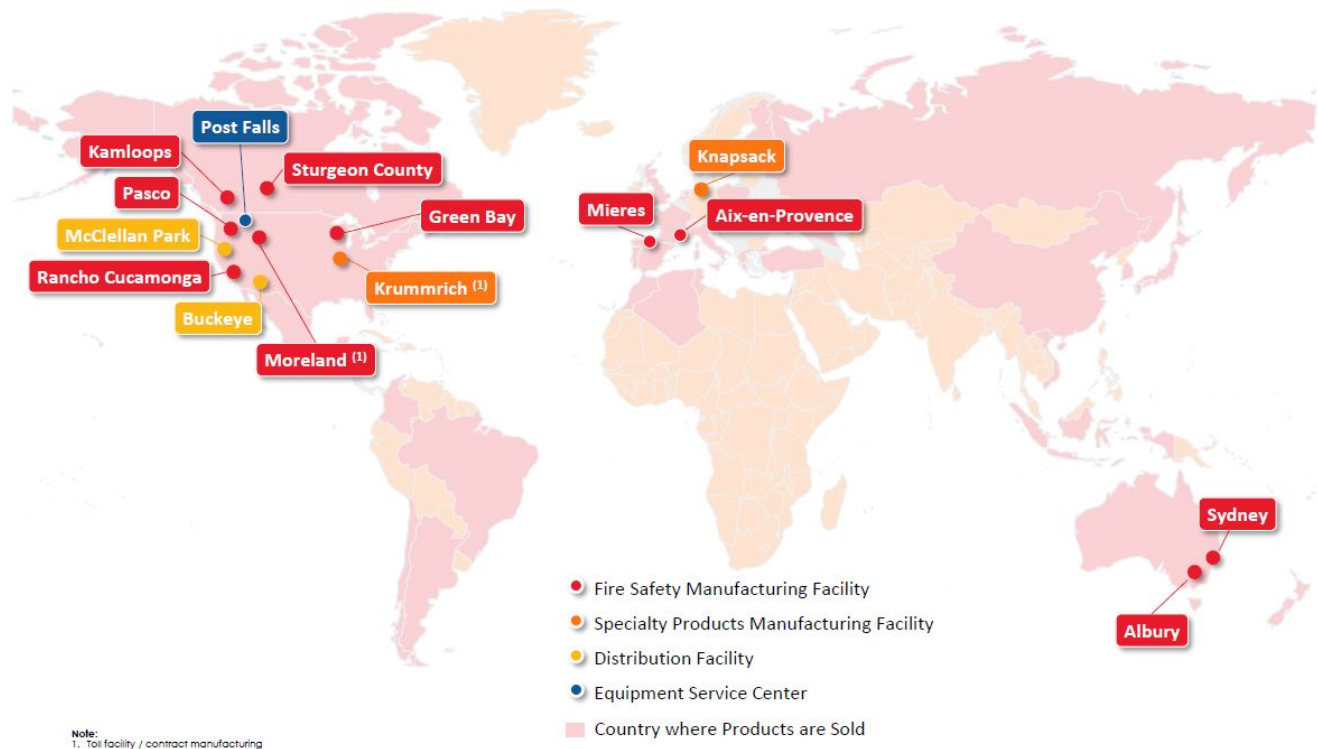 Post Falls
Kamloops
Knapsack
Sturgeon County
Pasco
Mieres
Green Bay
Aix-en-Provence
McClellan Park
Rancho Cucamonga
Krummrich (1)
Buckeye
Moreland (1)
Sydney
Fire Safety Manufacturing Facility
Specialty Products Manufacturing Facility
Albury
Distribution Facility
Equipment Service Center
Country where Products are Sold
Note:
1. Toll facility / contract manufacturing